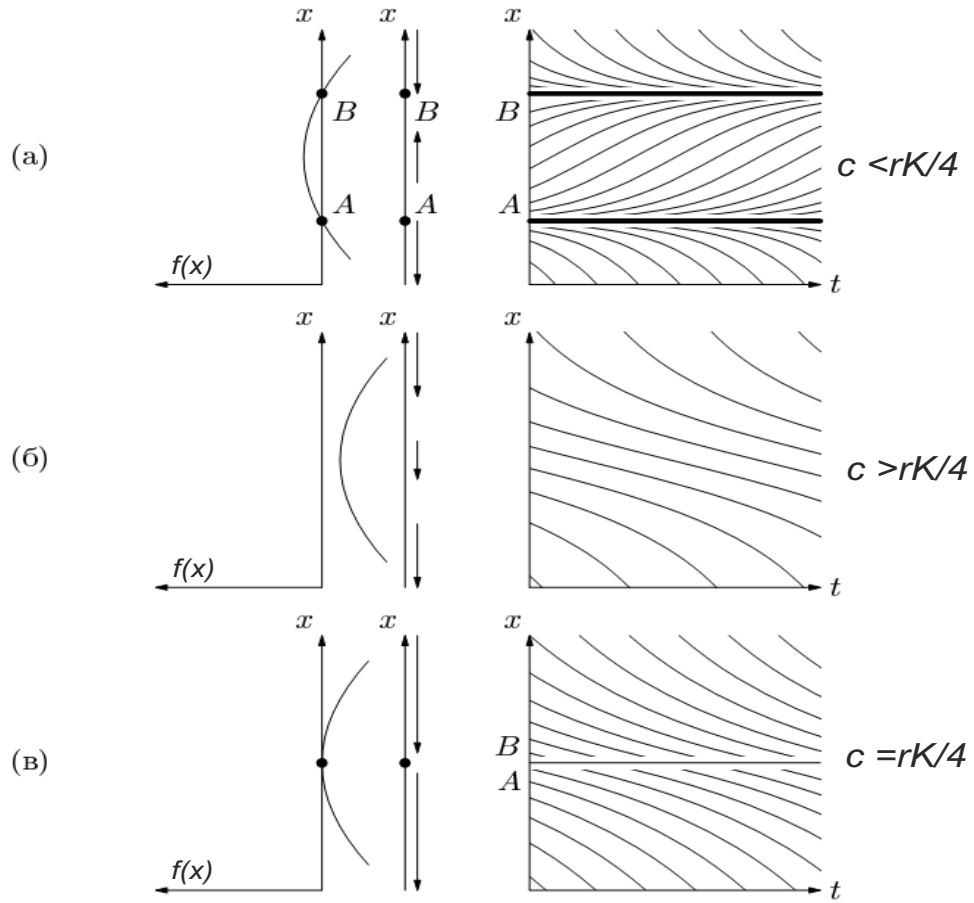 x x x
B B B
(а) c <rK/4
A A A
f(x) t
x x x
(б) c >rK/4
f(x) t
x x x
B
(в) c =rK/4
A
f(x) t